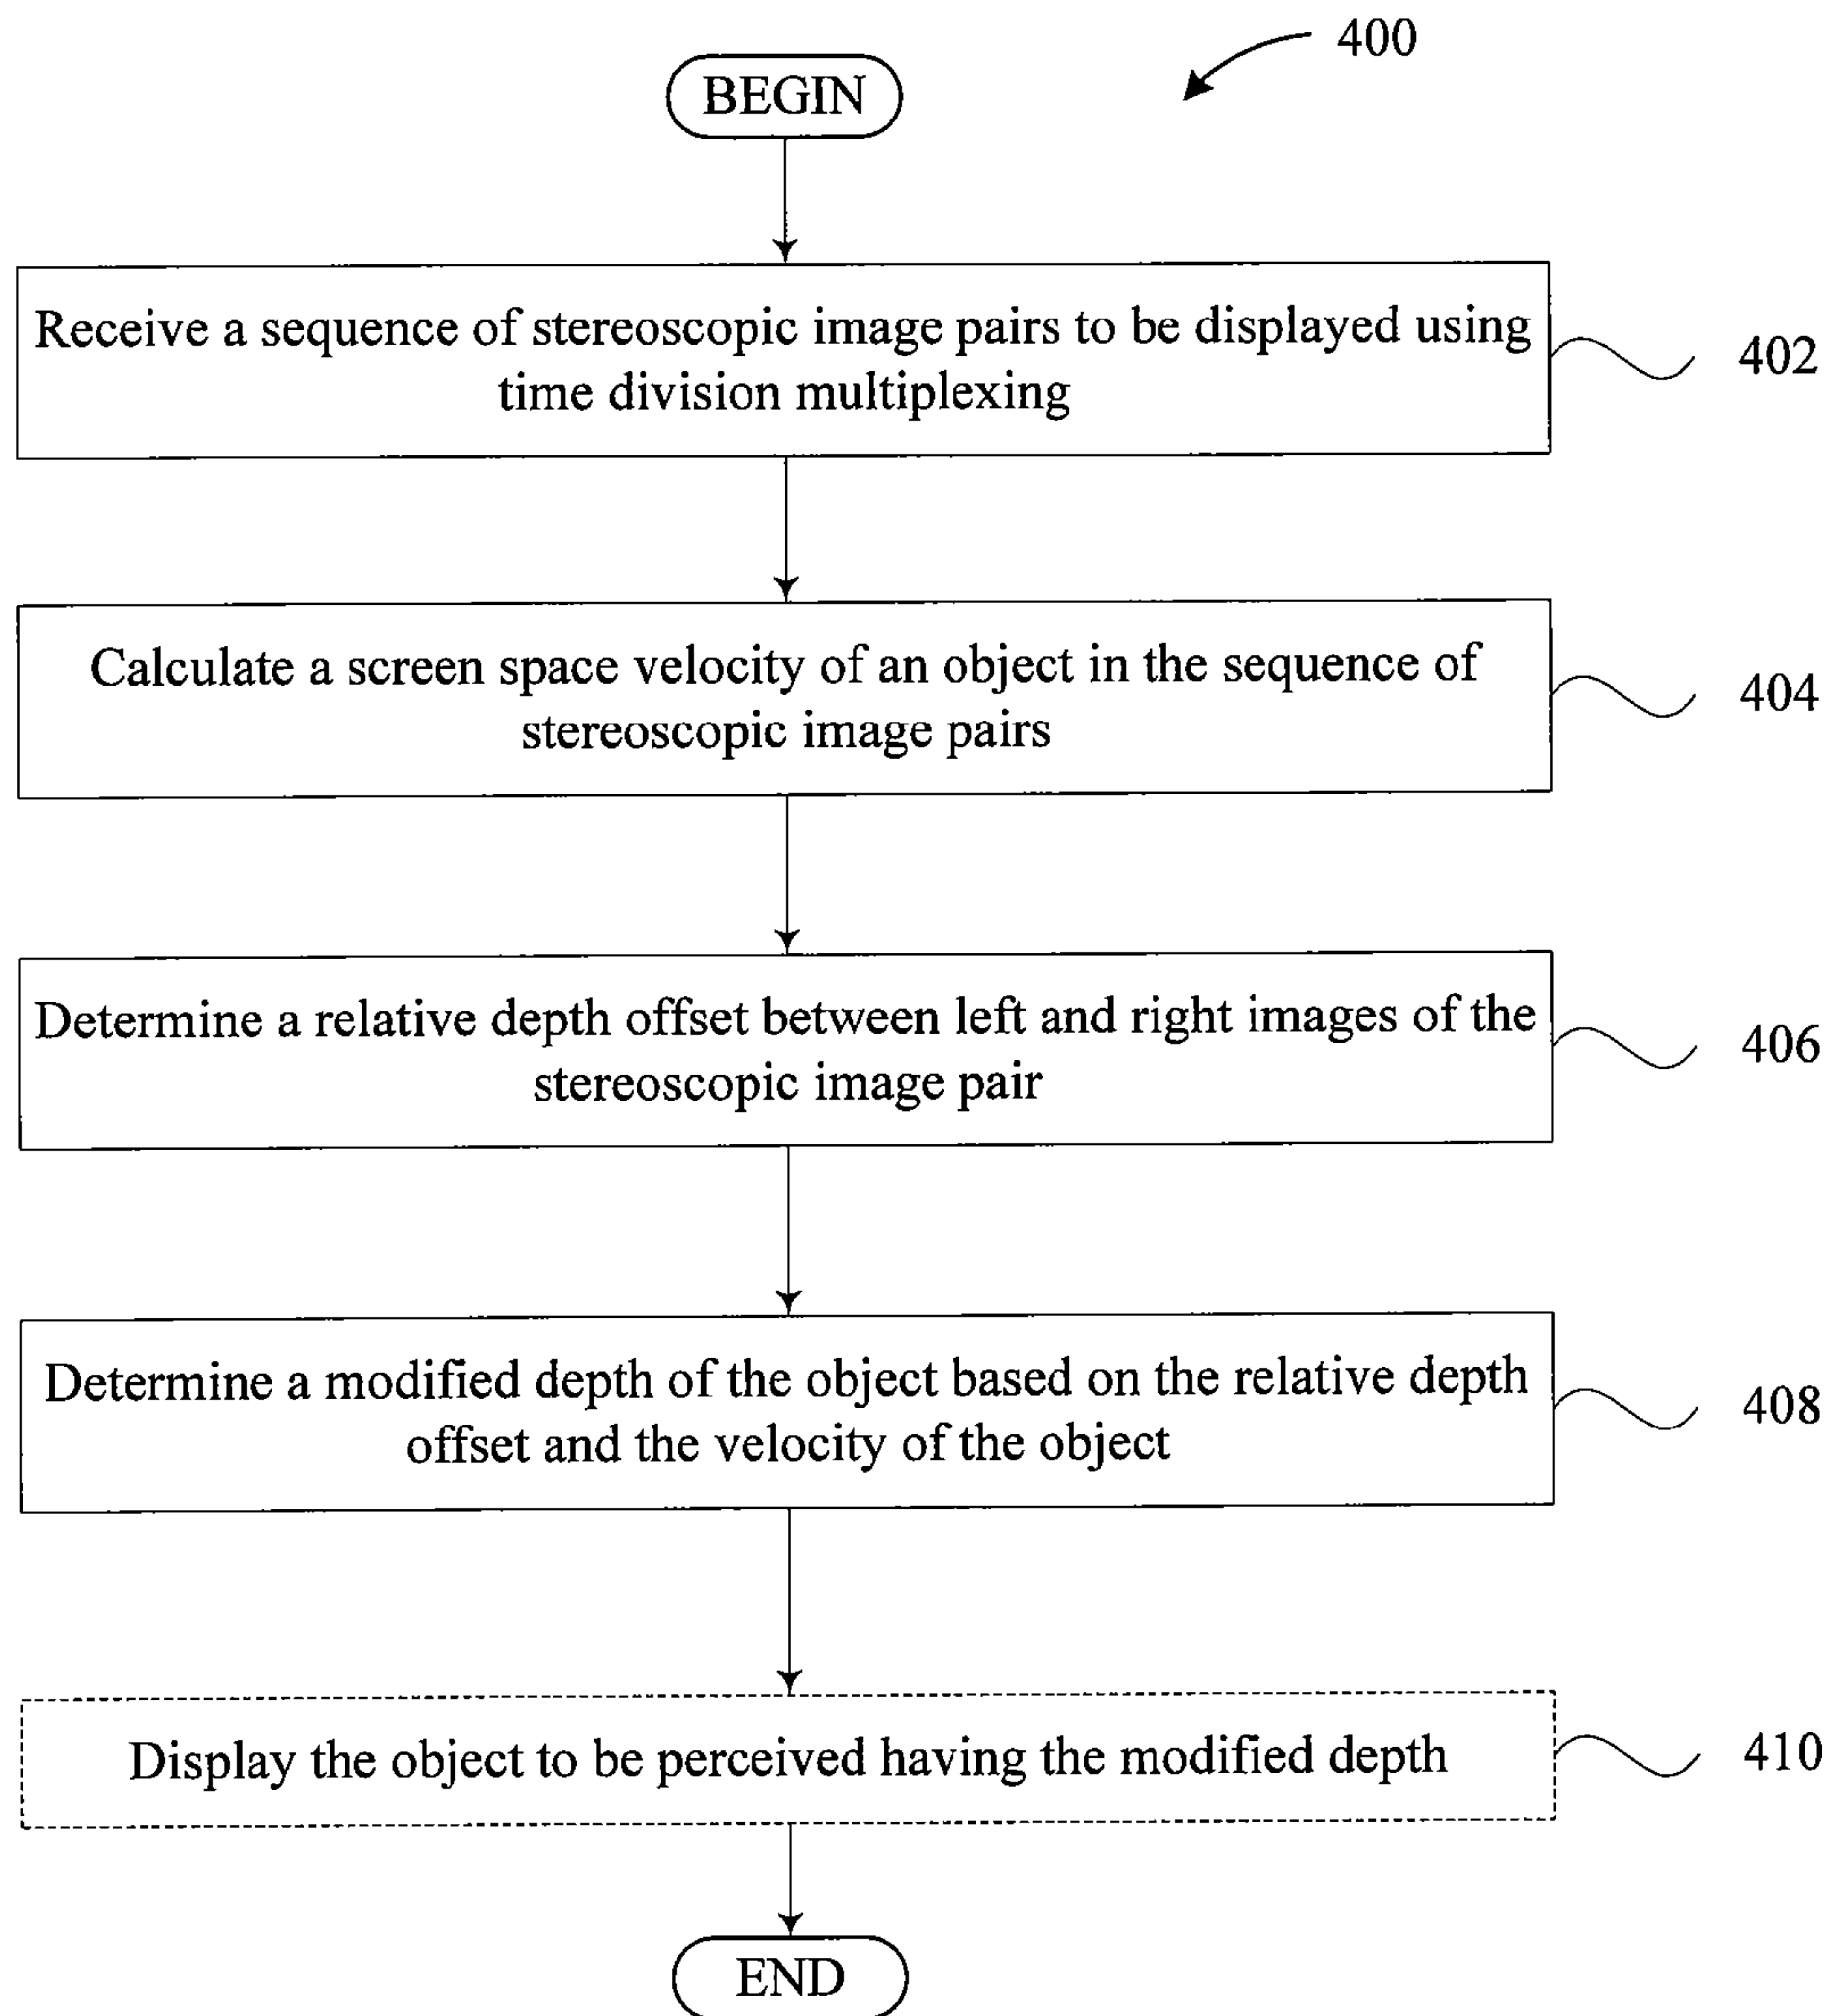 400
BEGIN
Receive a sequence of stereoscopic image pairs to be displayed using
time division multiplexing
402
Calculate a screen space velocity of an object in the sequence of
stereoscopic image pairs
404
Determine a relative depth offset between left and right images of the
stereoscopic image pair
406
Determine a modified depth of the object based on the relative depth
offset and the velocity of the object
408
Display the object to be perceived having the modified depth
410
END